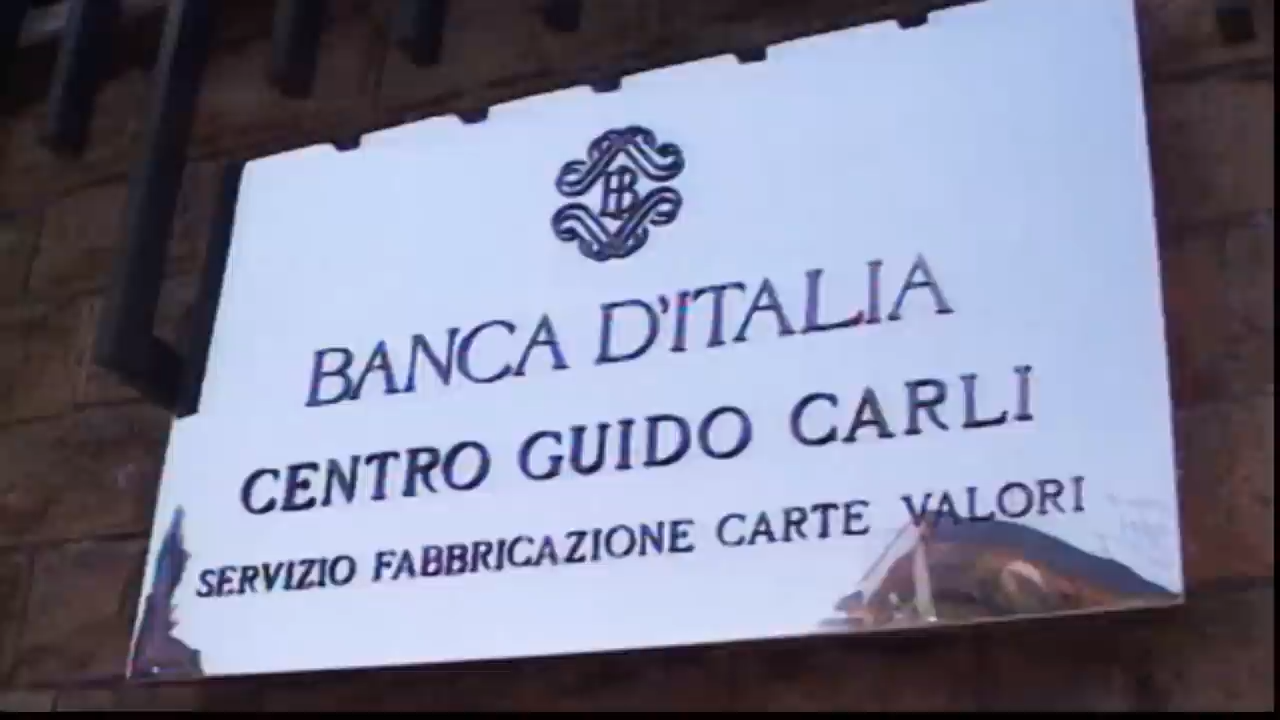 BANCA D'ITALIA
CENTRO GUIDO CARLI
SERVIZIO FABBRICAZIONE CARTE VALORI